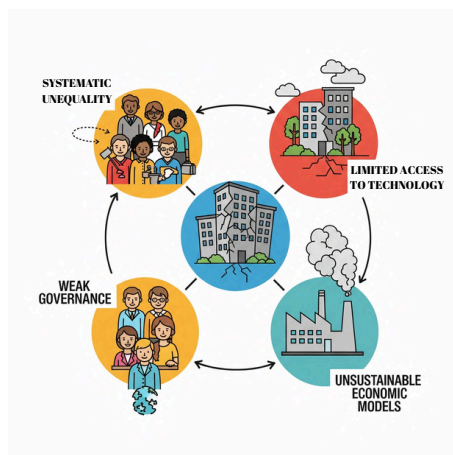 SYSTEMATIC
UNEQUALITY
LIMITED ACCESS
TO TECHNOLOGY
WEAK
GOVERNANCE
UNSUSTAINABLE
ECONOMIC
MODELS